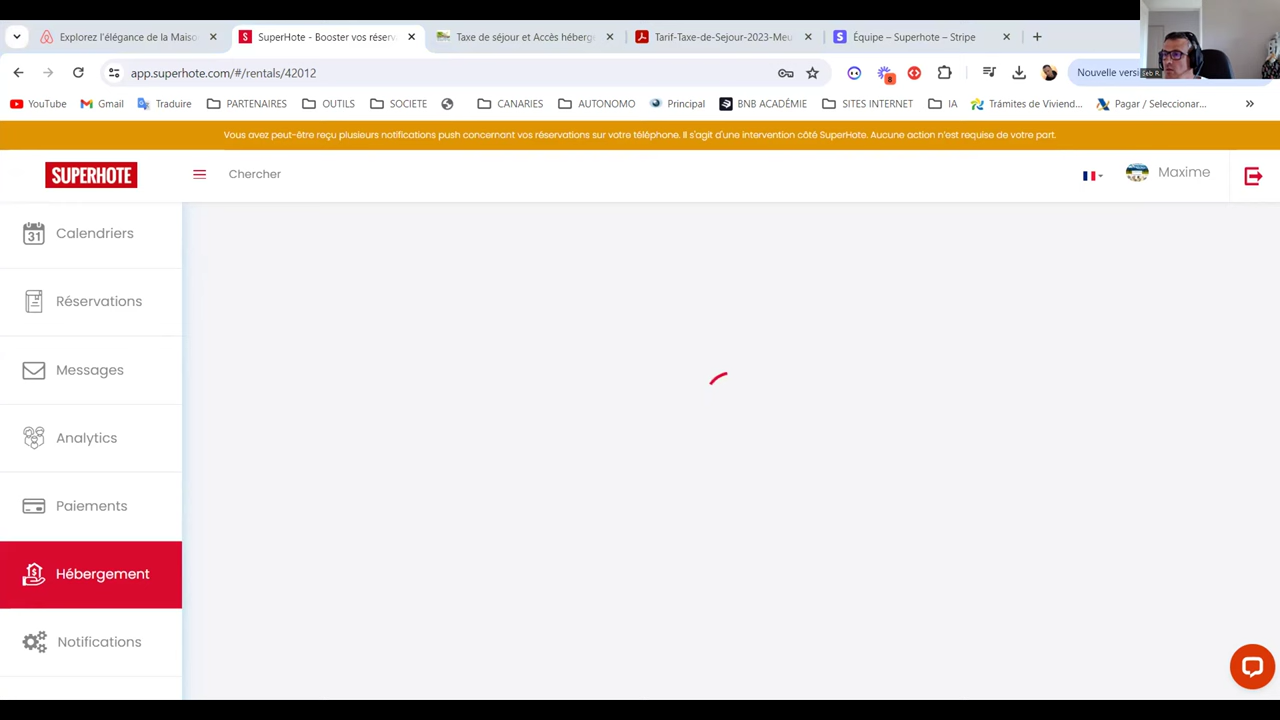 Explorez l'élégance de la Maiso
SuperHote - Booster vos réserv
Taxe de séjour et Accès héberg
Tarif-Taxe-de-Sejour-2023-Meu
Équipe – Superhote – Stripe
app.superhote.com/#/rentals/42012
8
Nouvelle versi
Seb R.
YouTube
Gmail
Traduire
PARTENAIRES
OUTILS
SOCIETE
CANARIES
AUTONOMO
Principal
BNB ACADÉMIE
SITES INTERNET
IA
Trámites de Viviend...
Pagar / Seleccionar...
Vous avez peut-être reçu plusieurs notifications push concernant vos réservations sur votre téléphone. Il s'agit d'une intervention côté SuperHote. Aucune action n'est requise de votre part.
SUPERHOTE
Chercher
Maxime
31
Calendriers
Réservations
Messages
Analytics
Paiements
Hébergement
Notifications